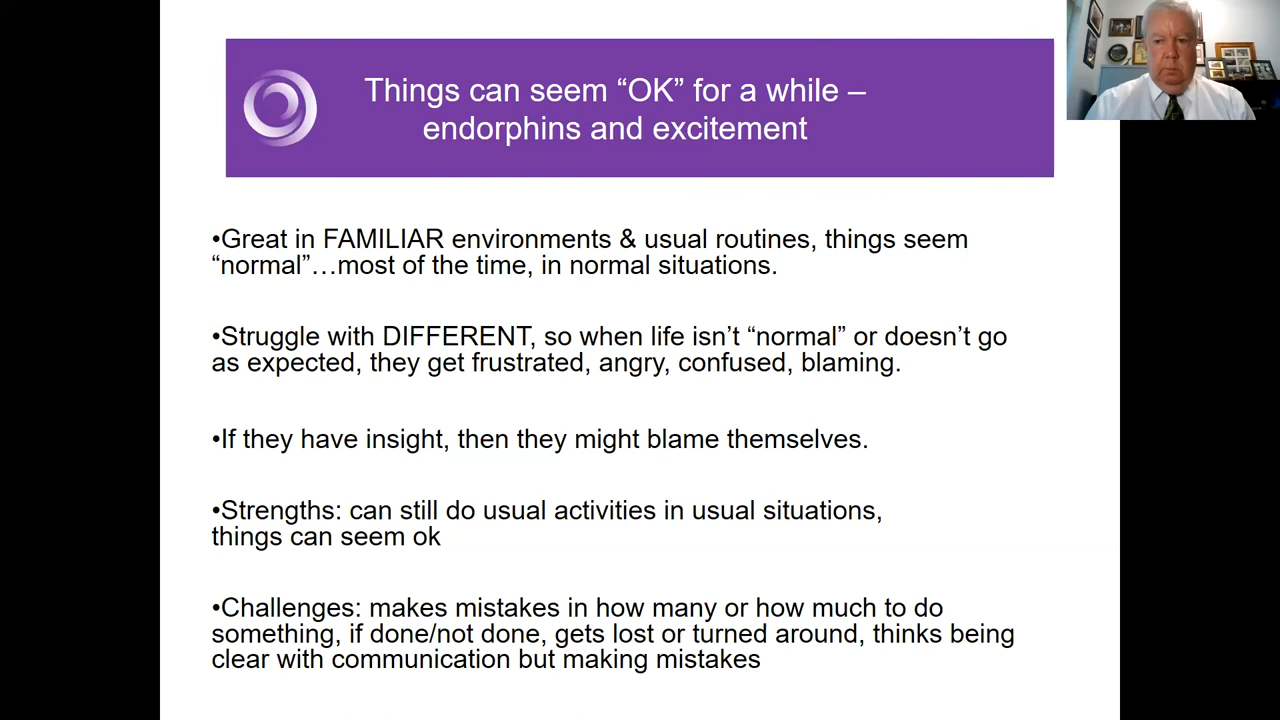 Things can seem “OK” for a while –
endorphins and excitement
•Great in FAMILIAR environments & usual routines, things seem
“normal”…most of the time, in normal situations.
•Struggle with DIFFERENT, so when life isn’t “normal” or doesn’t go
as expected, they get frustrated, angry, confused, blaming.
•If they have insight, then they might blame themselves.
•Strengths: can still do usual activities in usual situations,
things can seem ok
•Challenges: makes mistakes in how many or how much to do
something, if done/not done, gets lost or turned around, thinks being
clear with communication but making mistakes